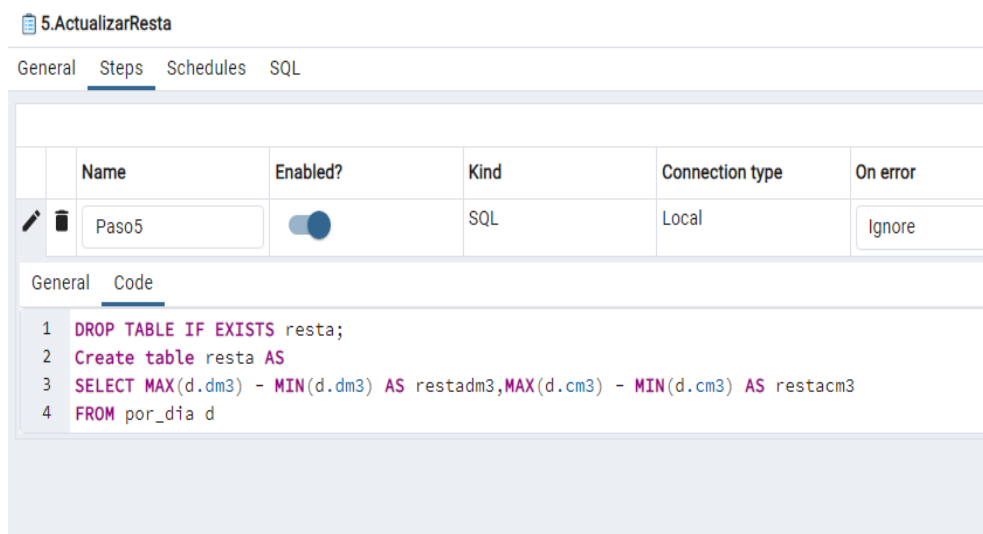 5.ActualizarResta
General Steps Schedules SQL
Name Enabled? Kind Connection type On error
Paso5 SQL Local Ignore
General Code
1 DROP TABLE IF EXISTS resta;
2 Create table resta AS
3 SELECT MAX(d.dm3) - MIN(d.dm3) AS restadm3,MAX(d.cm3) - MIN(d.cm3) AS restacm3
4 FROM por_dia d